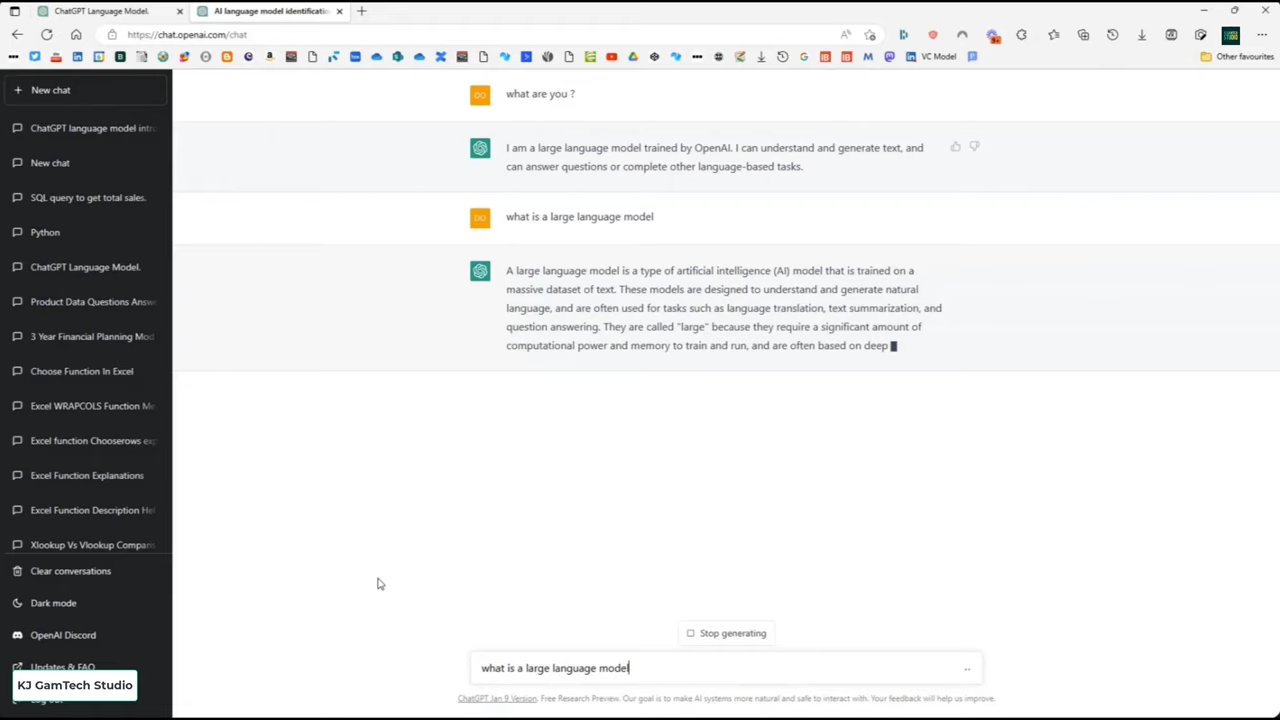 ChatGPT Language Model.
AI language model identificatio
https://chat.openai.com/chat
VC Model
Other favourites
New chat
ChatGPT language model intro
New chat
SQL query to get total sales.
Python
ChatGPT Language Model.
Product Data Questions Answe
3 Year Financial Planning Mod
Choose Function In Excel
Excel WRAPCOLS Function Me
Excel function Chooserows exp
Excel Function Explanations
Excel Function Description Hel
Xlookup Vs Vlookup Comparis
Clear conversations
Dark mode
OpenAI Discord
Updates & FAQ
KJ GamTech Studio
what are you ?
I am a large language model trained by OpenAI. I can understand and generate text, and
can answer questions or complete other language-based tasks.
what is a large language model
A large language model is a type of artificial intelligence (AI) model that is trained on a
massive dataset of text. These models are designed to understand and generate natural
language, and are often used for tasks such as language translation, text summarization, and
question answering. They are called "large" because they require a significant amount of
computational power and memory to train and run, and are often based on deep
Stop generating
what is a large language model
ChatGPT Jan 9 Version. Free Research Preview. Our goal is to make AI systems more natural and safe to interact with. Your feedback will help us improve.